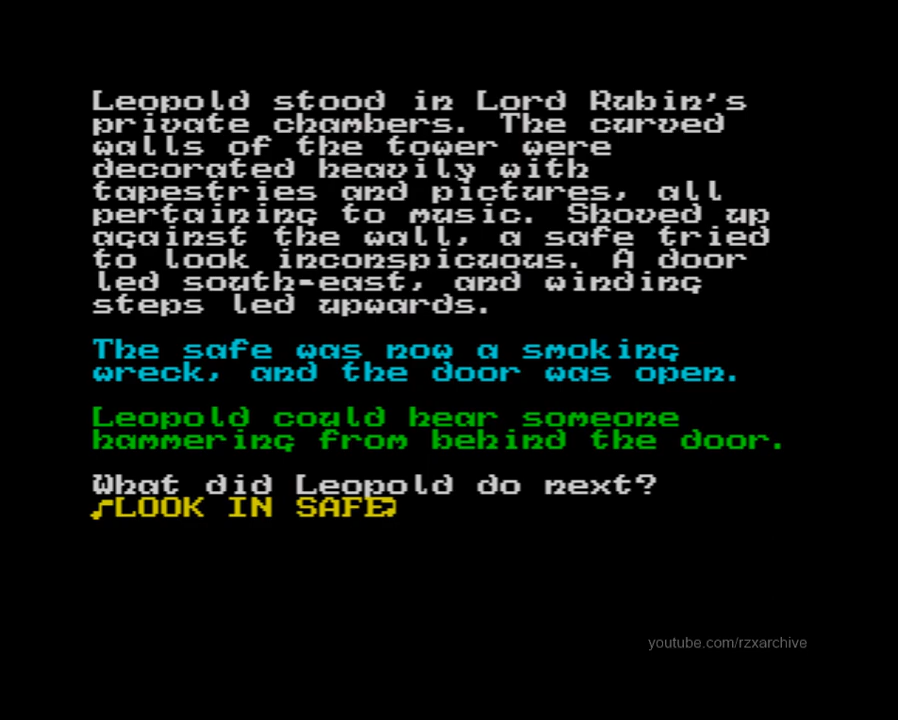 Leopold stood in Lord Rubin's
private chambers. The curved
walls of the tower were
decorated heavily with
tapestries and pictures, all
pertaining to music. Shoved up
against the wall, a safe tried
to look inconspicuous. A door
led south-east, and winding
steps led upwards.
The safe was now a smoking
wreck, and the door was open.
Leopold could hear someone
hammering from behind the door.
What did Leopold do next?
♪LOOK IN SAFE
youtube.com/rzxarchive